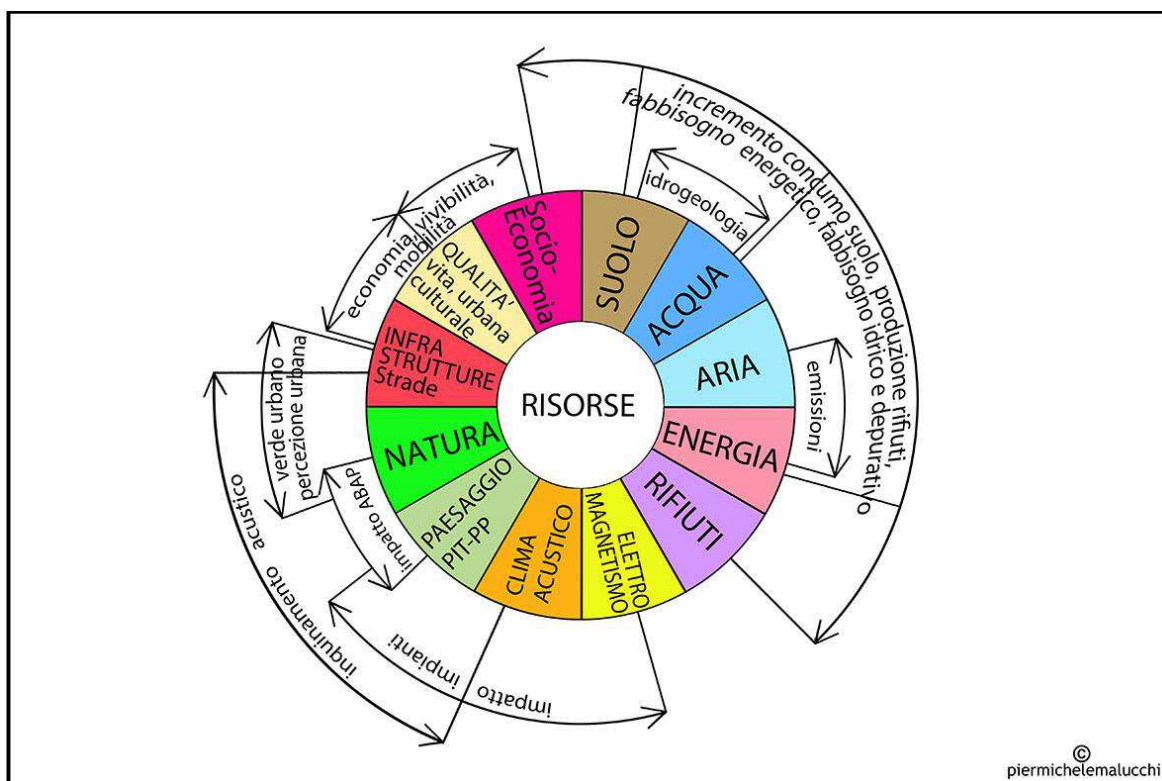 incremento concumo suolo, produzione rifiuti,
fabbisogno energetico, fabbisogno idrico e depurativo
idrogeologia
emissioni
economia, vivibilità,
mobilità
verde urbano
percezione urbana
impatto ABAP
inquinamento acustico
impatto impianti
RISORSE
SUOLO
ACQUA
ARIA
ENERGIA
RIFIUTI
ELETTRO
MAGNETISMO
CLIMA
ACUSTICO
PAESAGGIO
PIT-PP
NATURA
INFRA
STRUTTURE
Strade
QUALITA'
vita, urbana
culturale
Socio-
Economia
©
piermichelemalucchi